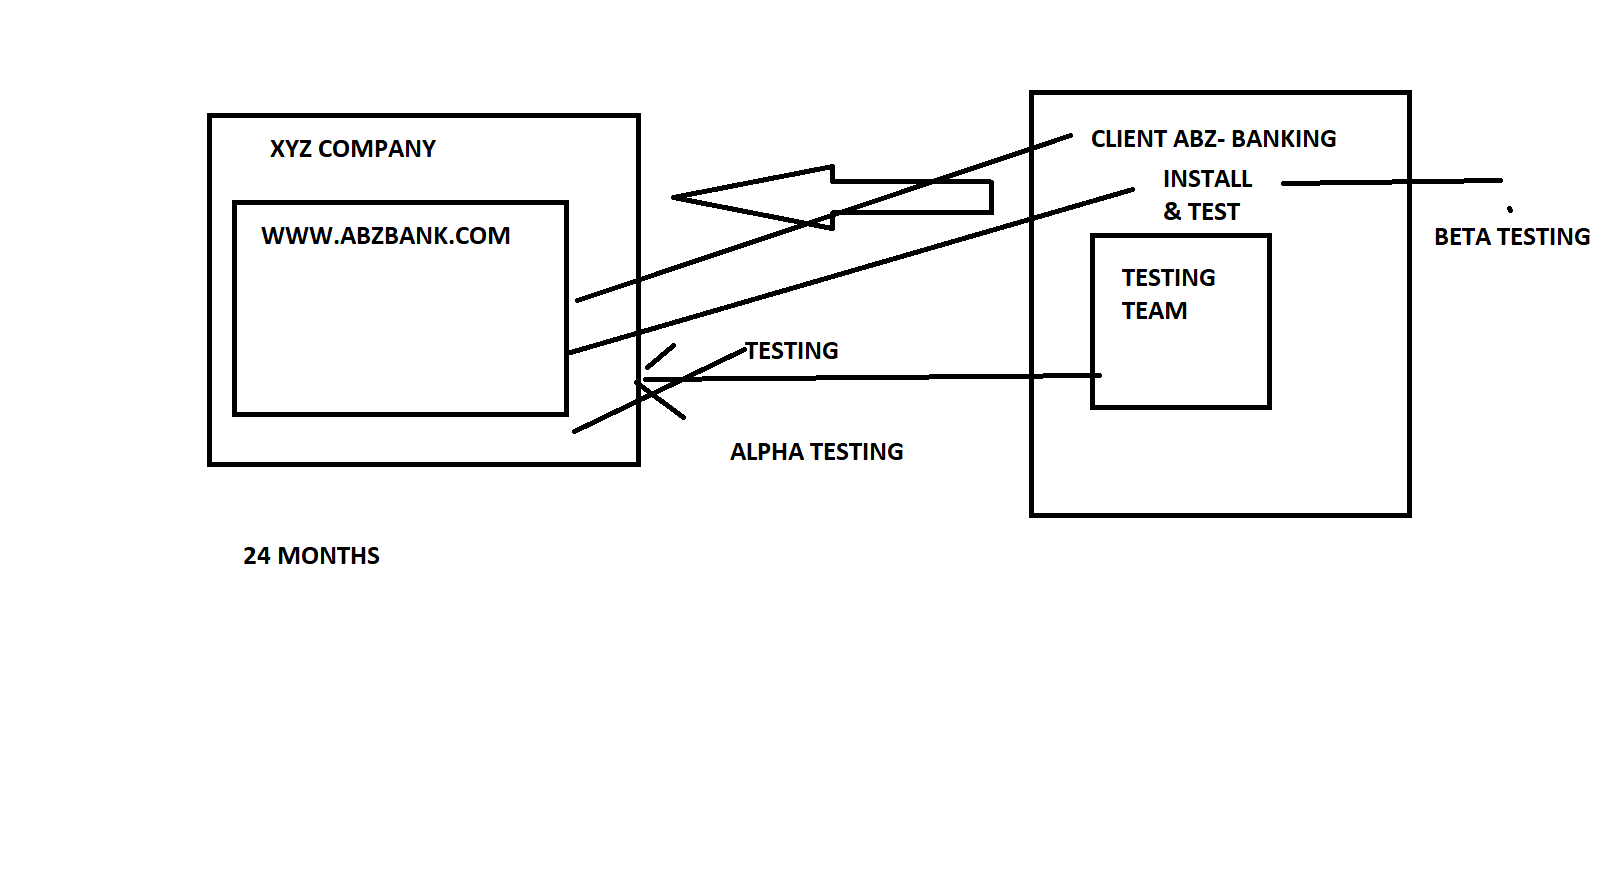 XYZ COMPANY
WWW.ABZBANK.COM
CLIENT ABZ- BANKING
INSTALL
& TEST
BETA TESTING
TESTING
TEAM
TESTING
ALPHA TESTING
24 MONTHS